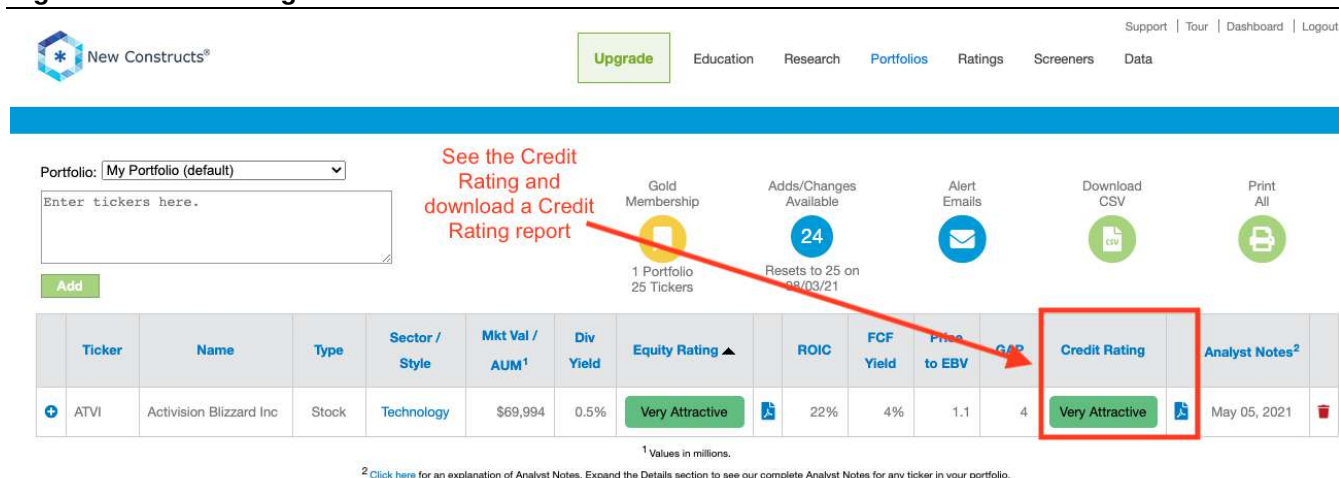 Support | Tour | Dashboard | Logout
New Constructs®
Upgrade Education Research Portfolios Ratings Screeners Data
See the Credit
Rating and
download a Credit
Rating report
Portfolio: My Portfolio (default)
Enter tickers here.
Add
Gold
Membership
1 Portfolio
25 Tickers
Adds/Changes
Available
24
Resets to 25 on
08/03/21
Alert
Emails
Download
CSV
CSV
Print
All
Ticker Name Type Sector / Style Mkt Val / AUM¹ Div Yield Equity Rating ROIC FCF Yield Price to EBV GAP Credit Rating Analyst Notes²
ATVI Activision Blizzard Inc Stock Technology $69,994 0.5% Very Attractive 22% 4% 1.1 4 Very Attractive May 05, 2021
¹ Values in millions.
² Click here for an explanation of Analyst Notes. Expand the Details section to see our complete Analyst Notes for any ticker in your portfolio.